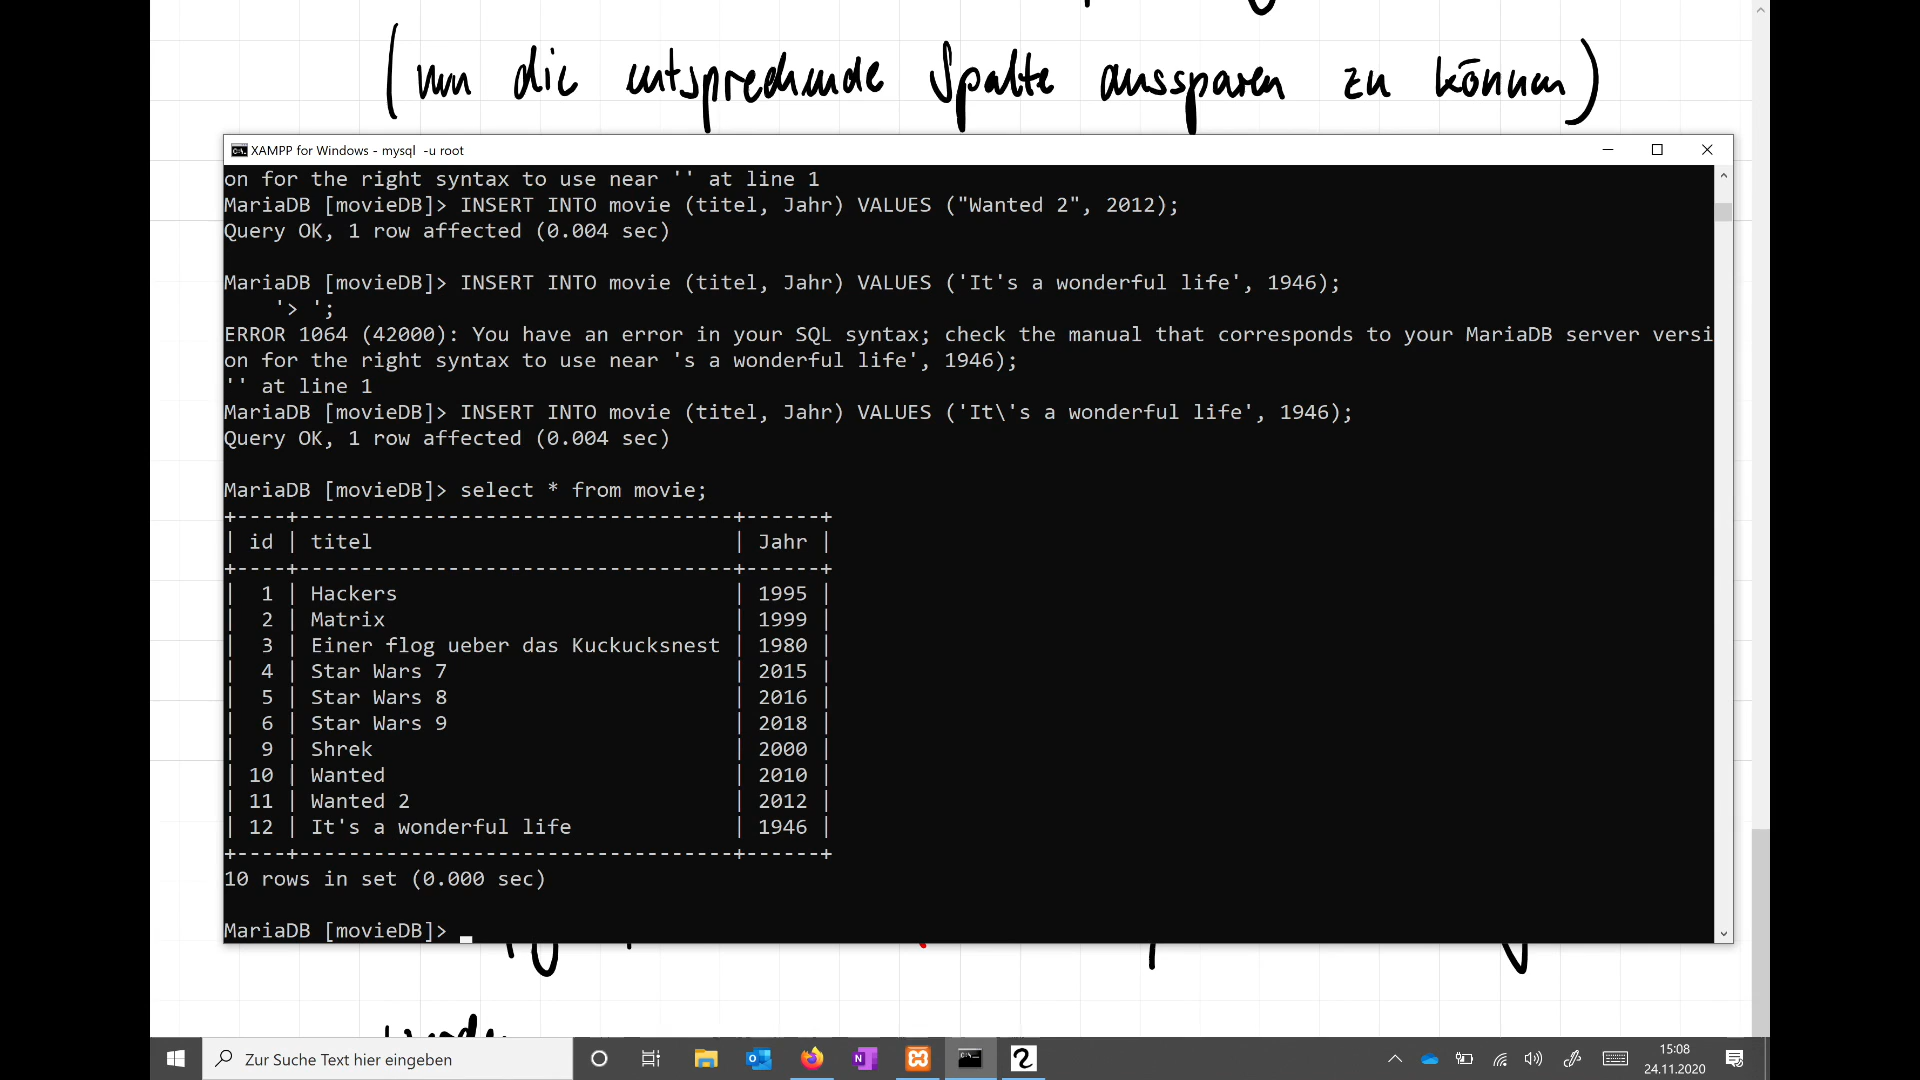 (um die entsprechende Spalte aussparen zu können)
XAMPP for Windows - mysql  -u root
on for the right syntax to use near '' at line 1
MariaDB [movieDB]> INSERT INTO movie (titel, Jahr) VALUES ("Wanted 2", 2012);
Query OK, 1 row affected (0.004 sec)
MariaDB [movieDB]> INSERT INTO movie (titel, Jahr) VALUES ('It's a wonderful life', 1946);
    '> ';
ERROR 1064 (42000): You have an error in your SQL syntax; check the manual that corresponds to your MariaDB server versi
on for the right syntax to use near 's a wonderful life', 1946);
'' at line 1
MariaDB [movieDB]> INSERT INTO movie (titel, Jahr) VALUES ('It\'s a wonderful life', 1946);
Query OK, 1 row affected (0.004 sec)
MariaDB [movieDB]> select * from movie;
+----+-----------------------------------+------+
| id | titel                             | Jahr |
+----+-----------------------------------+------+
|  1 | Hackers                           | 1995 |
|  2 | Matrix                            | 1999 |
|  3 | Einer flog ueber das Kuckucksnest | 1980 |
|  4 | Star Wars 7                       | 2015 |
|  5 | Star Wars 8                       | 2016 |
|  6 | Star Wars 9                       | 2018 |
|  9 | Shrek                             | 2000 |
| 10 | Wanted                            | 2010 |
| 11 | Wanted 2                          | 2012 |
| 12 | It's a wonderful life             | 1946 |
+----+-----------------------------------+------+
10 rows in set (0.000 sec)
MariaDB [movieDB]>
Zur Suche Text hier eingeben
15:08
24.11.2020